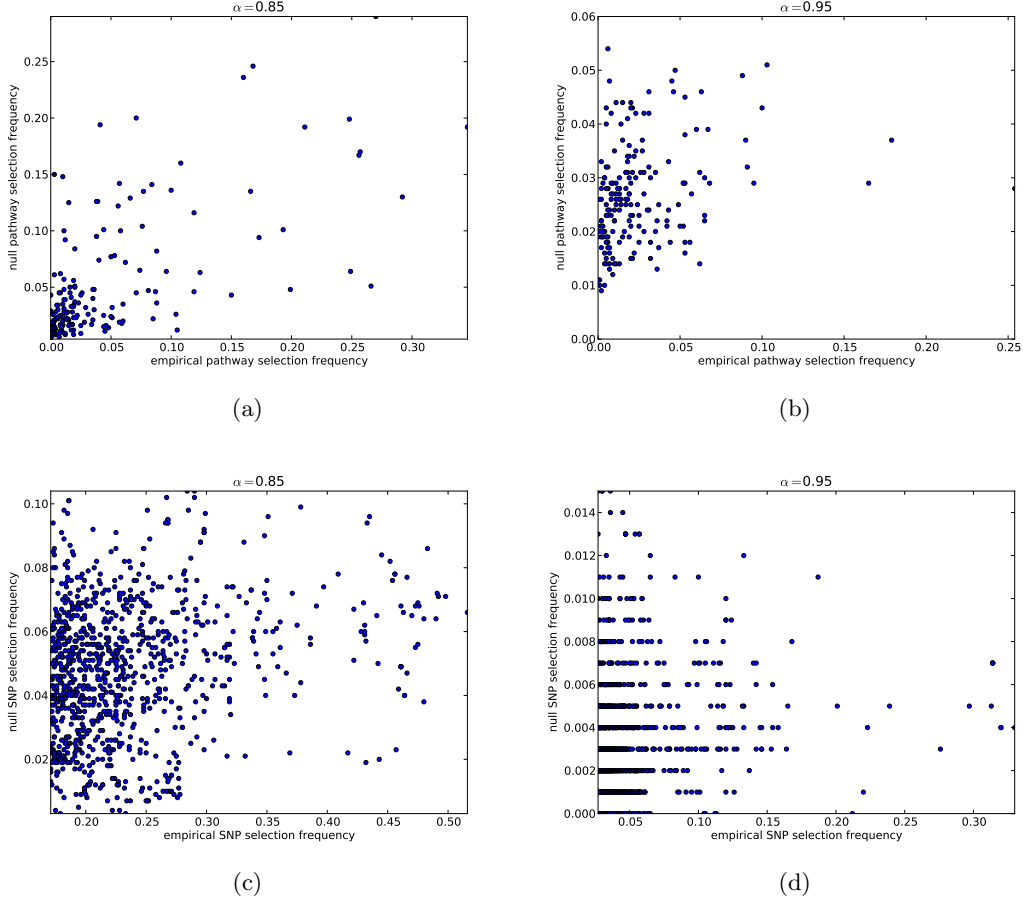 α=0.85
null pathway selection frequency
0.25
0.20
0.15
0.10
0.05
0.00 0.05 0.10 0.15 0.20 0.25 0.30
empirical pathway selection frequency
(a)
α=0.95
null pathway selection frequency
0.06
0.05
0.04
0.03
0.02
0.01
0.00
0.00 0.05 0.10 0.15 0.20 0.25
empirical pathway selection frequency
(b)
α=0.85
null SNP selection frequency
0.10
0.08
0.06
0.04
0.02
0.20 0.25 0.30 0.35 0.40 0.45 0.50
empirical SNP selection frequency
(c)
α=0.95
null SNP selection frequency
0.014
0.012
0.010
0.008
0.006
0.004
0.002
0.000
0.05 0.10 0.15 0.20 0.25 0.30
empirical SNP selection frequency
(d)